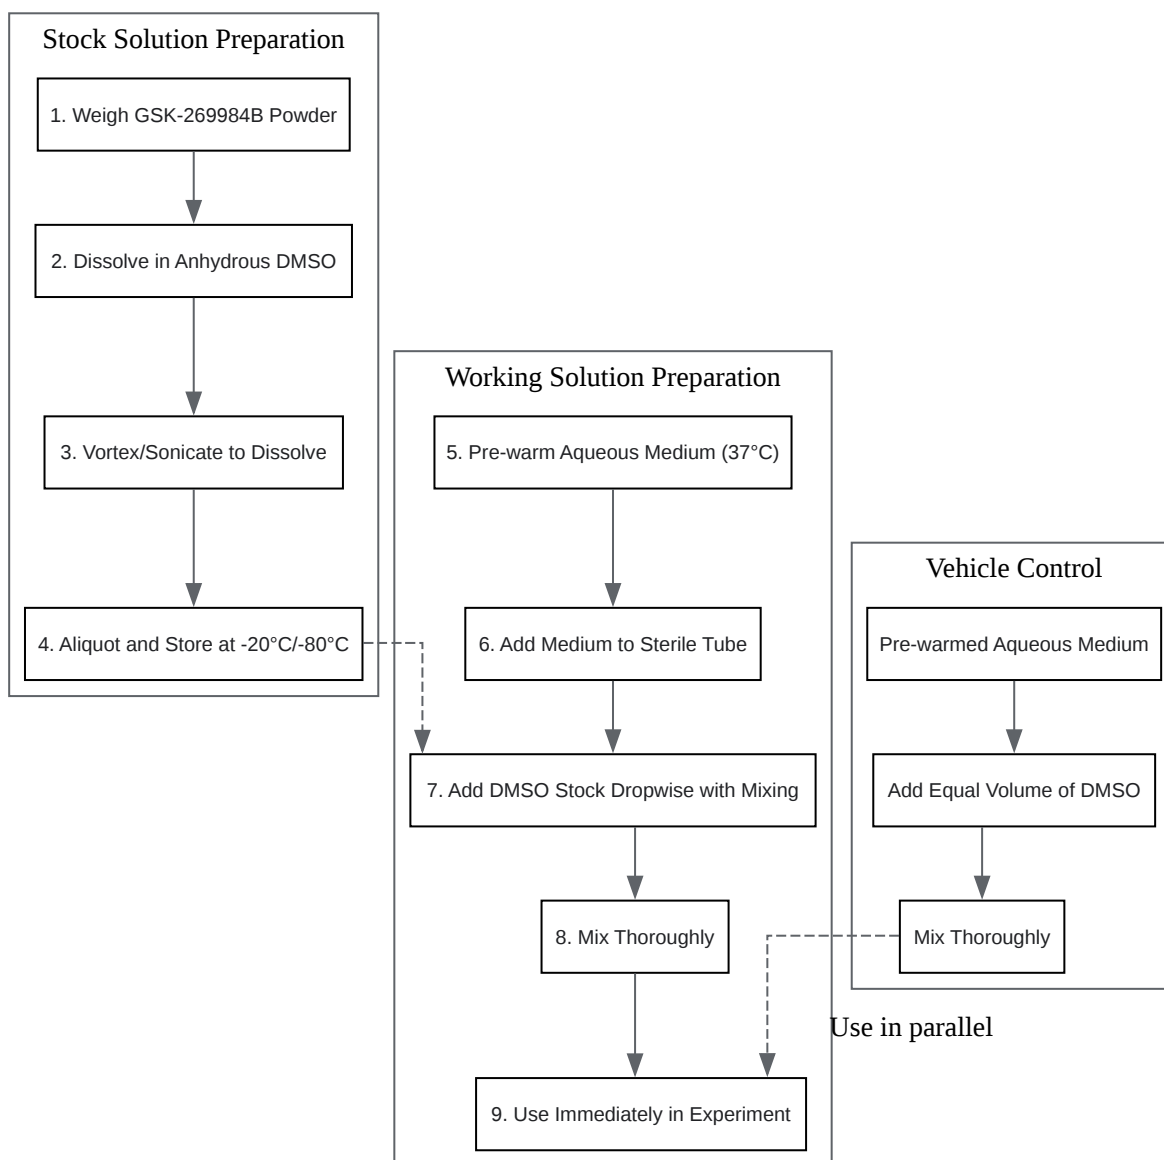 Stock Solution Preparation
1. Weigh GSK-269984B Powder
2. Dissolve in Anhydrous DMSO
3. Vortex/Sonicate to Dissolve
4. Aliquot and Store at -20°C/-80°C
Working Solution Preparation
5. Pre-warm Aqueous Medium (37°C)
6. Add Medium to Sterile Tube
7. Add DMSO Stock Dropwise with Mixing
8. Mix Thoroughly
9. Use Immediately in Experiment
Vehicle Control
Pre-warmed Aqueous Medium
Add Equal Volume of DMSO
Mix Thoroughly
Use in parallel